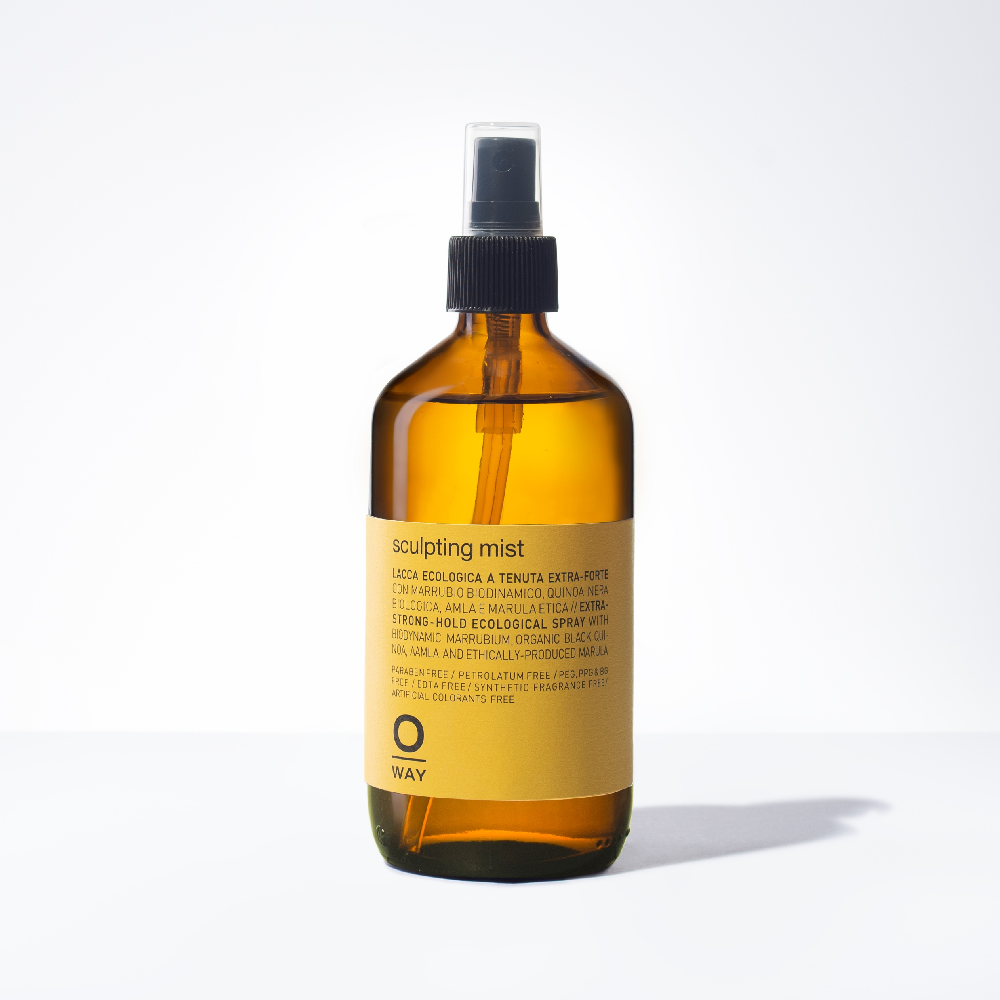 sculpting mist
LACCA ECOLOGICA A TENUTA EXTRA-FORTE
CON MARRUBIO BIODINAMICO, QUINOA NERA
BIOLOGICA, AMLA E MARULA ETICA // EXTRA-
STRONG-HOLD ECOLOGICAL SPRAY WITH
BIODYNAMIC MARRUBIUM, ORGANIC BLACK QUI-
NOA, AAMLA AND ETHICALLY-PRODUCED MARULA
PARABEN FREE / PETROLATUM FREE / PEG, PPG & BG
FREE / EDTA FREE / SYNTHETIC FRAGRANCE FREE/
ARTIFICIAL COLORANTS FREE
O
WAY